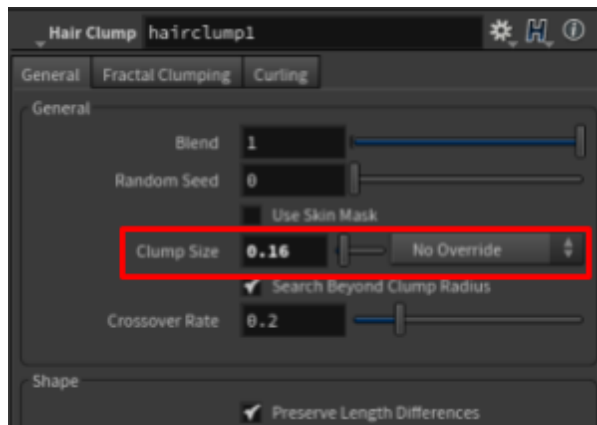 Hair Clump hairclump1
General Fractal Clumping Curling
General
Blend 1
Random Seed 0
Use Skin Mask
Clump Size 0.16 No Override
Search Beyond Clump Radius
Crossover Rate 0.2
Shape
Preserve Length Differences